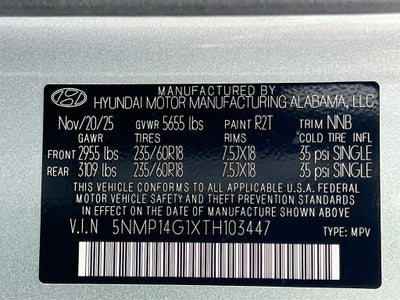 MANUFACTURED BY
HYUNDAI MOTOR MANUFACTURING ALABAMA, LLC
Nov/20/25 GVWR 5655 lbs PAINT R2T TRIM NNB
GAWR TIRES RIMS COLD TIRE INFL
FRONT 2955 lbs 235/60R18 7.5JX18 35 psi SINGLE
REAR 3109 lbs 235/60R18 7.5JX18 35 psi SINGLE
THIS VEHICLE CONFORMS TO ALL APPLICABLE U.S.A. FEDERAL
MOTOR VEHICLE SAFETY AND THEFT PREVENTION STANDARDS
IN EFFECT ON THE DATE OF MANUFACTURE SHOWN ABOVE.
V.I.N 5NMP14G1XTH103447
TYPE: MPV